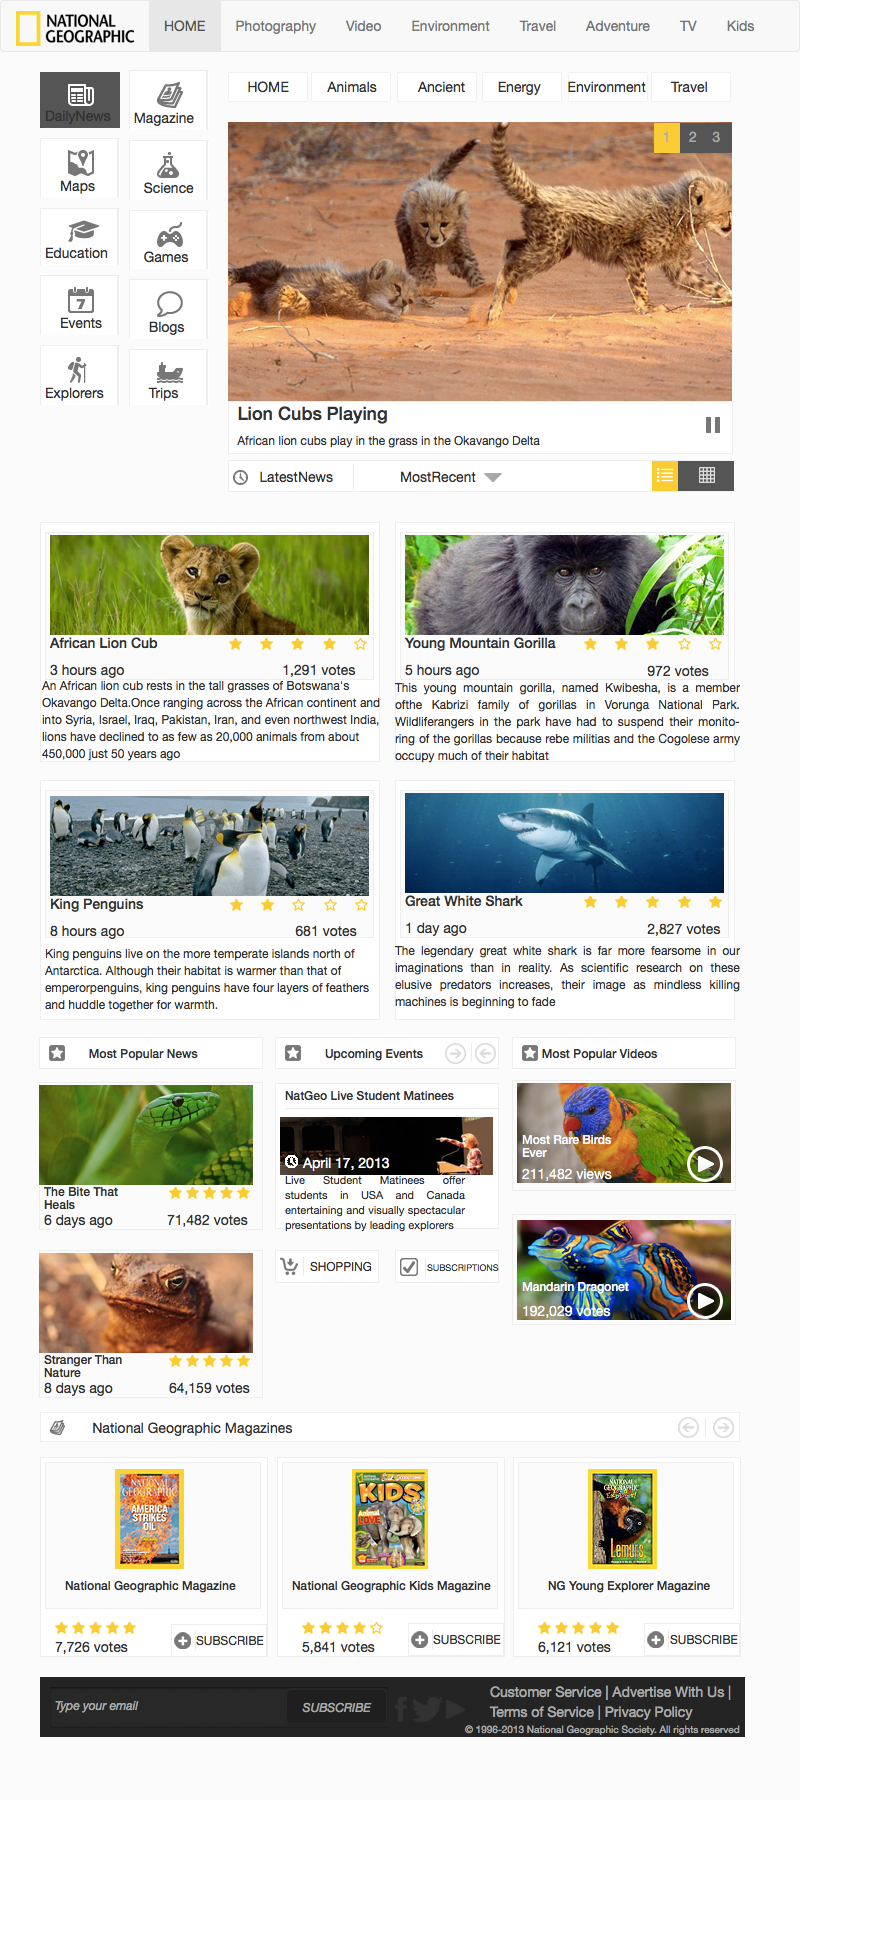 NATIONAL
GEOGRAPHIC
HOME Photography Video Environment Travel Adventure TV Kids
DailyNews
Magazine
Maps
Science
Education
Games
Events
Blogs
Explorers
Trips
HOME Animals Ancient Energy Environment Travel
1 2 3
Lion Cubs Playing
African lion cubs play in the grass in the Okavango Delta
LatestNews MostRecent
African Lion Cub
3 hours ago 1,291 votes
An African lion cub rests in the tall grasses of Botswana's
Okavango Delta.Once ranging across the African continent and
into Syria, Israel, Iraq, Pakistan, Iran, and even northwest India,
lions have declined to as few as 20,000 animals from about
450,000 just 50 years ago
Young Mountain Gorilla
5 hours ago 972 votes
This young mountain gorilla, named Kwibesha, is a member
ofthe Kabrizi family of gorillas in Vorunga National Park.
Wildliferangers in the park have had to suspend their monito-
ring of the gorillas because rebe militias and the Cogolese army
occupy much of their habitat
King Penguins
8 hours ago 681 votes
King penguins live on the more temperate islands north of
Antarctica. Although their habitat is warmer than that of
emperorpenguins, king penguins have four layers of feathers
and huddle together for warmth.
Great White Shark
1 day ago 2,827 votes
The legendary great white shark is far more fearsome in our
imaginations than in reality. As scientific research on these
elusive predators increases, their image as mindless killing
machines is beginning to fade
Most Popular News
The Bite That
Heals
6 days ago 71,482 votes
Stranger Than
Nature
8 days ago 64,159 votes
Upcoming Events
NatGeo Live Student Matinees
April 17, 2013
Live Student Matinees offer
students in USA and Canada
entertaining and visually spectacular
presentations by leading explorers
7
SHOPPING SUBSCRIPTIONS
Most Popular Videos
Most Rare Birds
Ever
211,482 views
Mandarin Dragonet
192,029 votes
National Geographic Magazines
NATIONAL
GEOGRAPHIC
AMERICA
STRIKES
OIL
National Geographic Magazine
7,726 votes SUBSCRIBE
KIDS
Animal
LOVE
National Geographic Kids Magazine
5,841 votes SUBSCRIBE
NATIONAL
GEOGRAPHIC
Explorer!
Lemurs
NG Young Explorer Magazine
6,121 votes SUBSCRIBE
Type your email SUBSCRIBE
Customer Service | Advertise With Us |
Terms of Service | Privacy Policy
© 1996-2013 National Geographic Society. All rights reserved